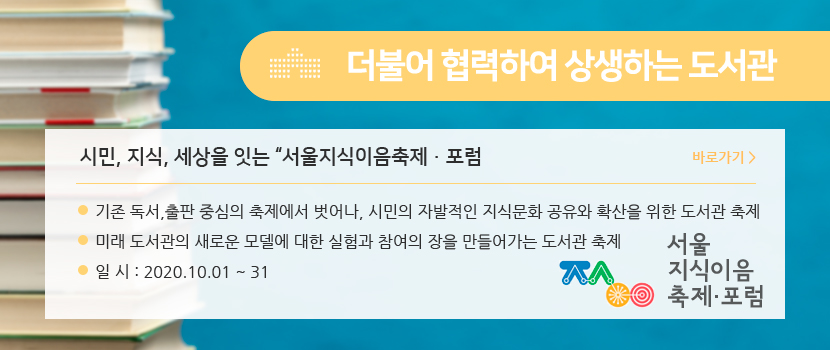 더불어 협력하여 상생하는 도서관
시민, 지식, 세상을 잇는 “서울지식이음축제 · 포럼
바로가기 >
기존 독서,출판 중심의 축제에서 벗어나, 시민의 자발적인 지식문화 공유와 확산을 위한 도서관 축제
미래 도서관의 새로운 모델에 대한 실험과 참여의 장을 만들어가는 도서관 축제
일 시 : 2020.10.01 ~ 31
서울
지식이음
축제·포럼